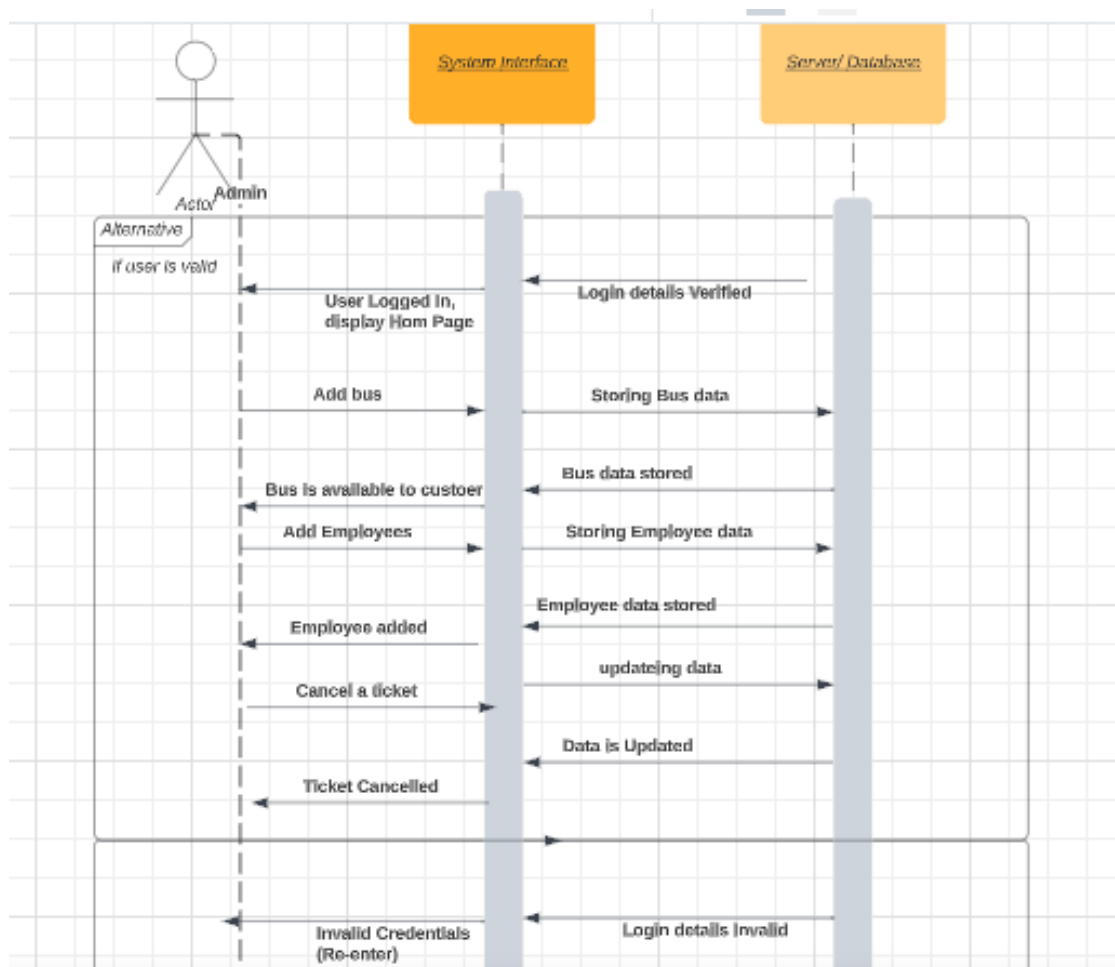 System Interface
Server/ Database
Admin
Actor
Alternative
If user is valid
Login details Verified
User Logged In,
display Hom Page
Add bus
Storing Bus data
Bus data stored
Bus is available to custoer
Add Employees
Storing Employee data
Employee data stored
Employee added
updateing data
Cancel a ticket
Data is Updated
Ticket Cancelled
Login details Invalid
Invalid Credentials
(Re-enter)